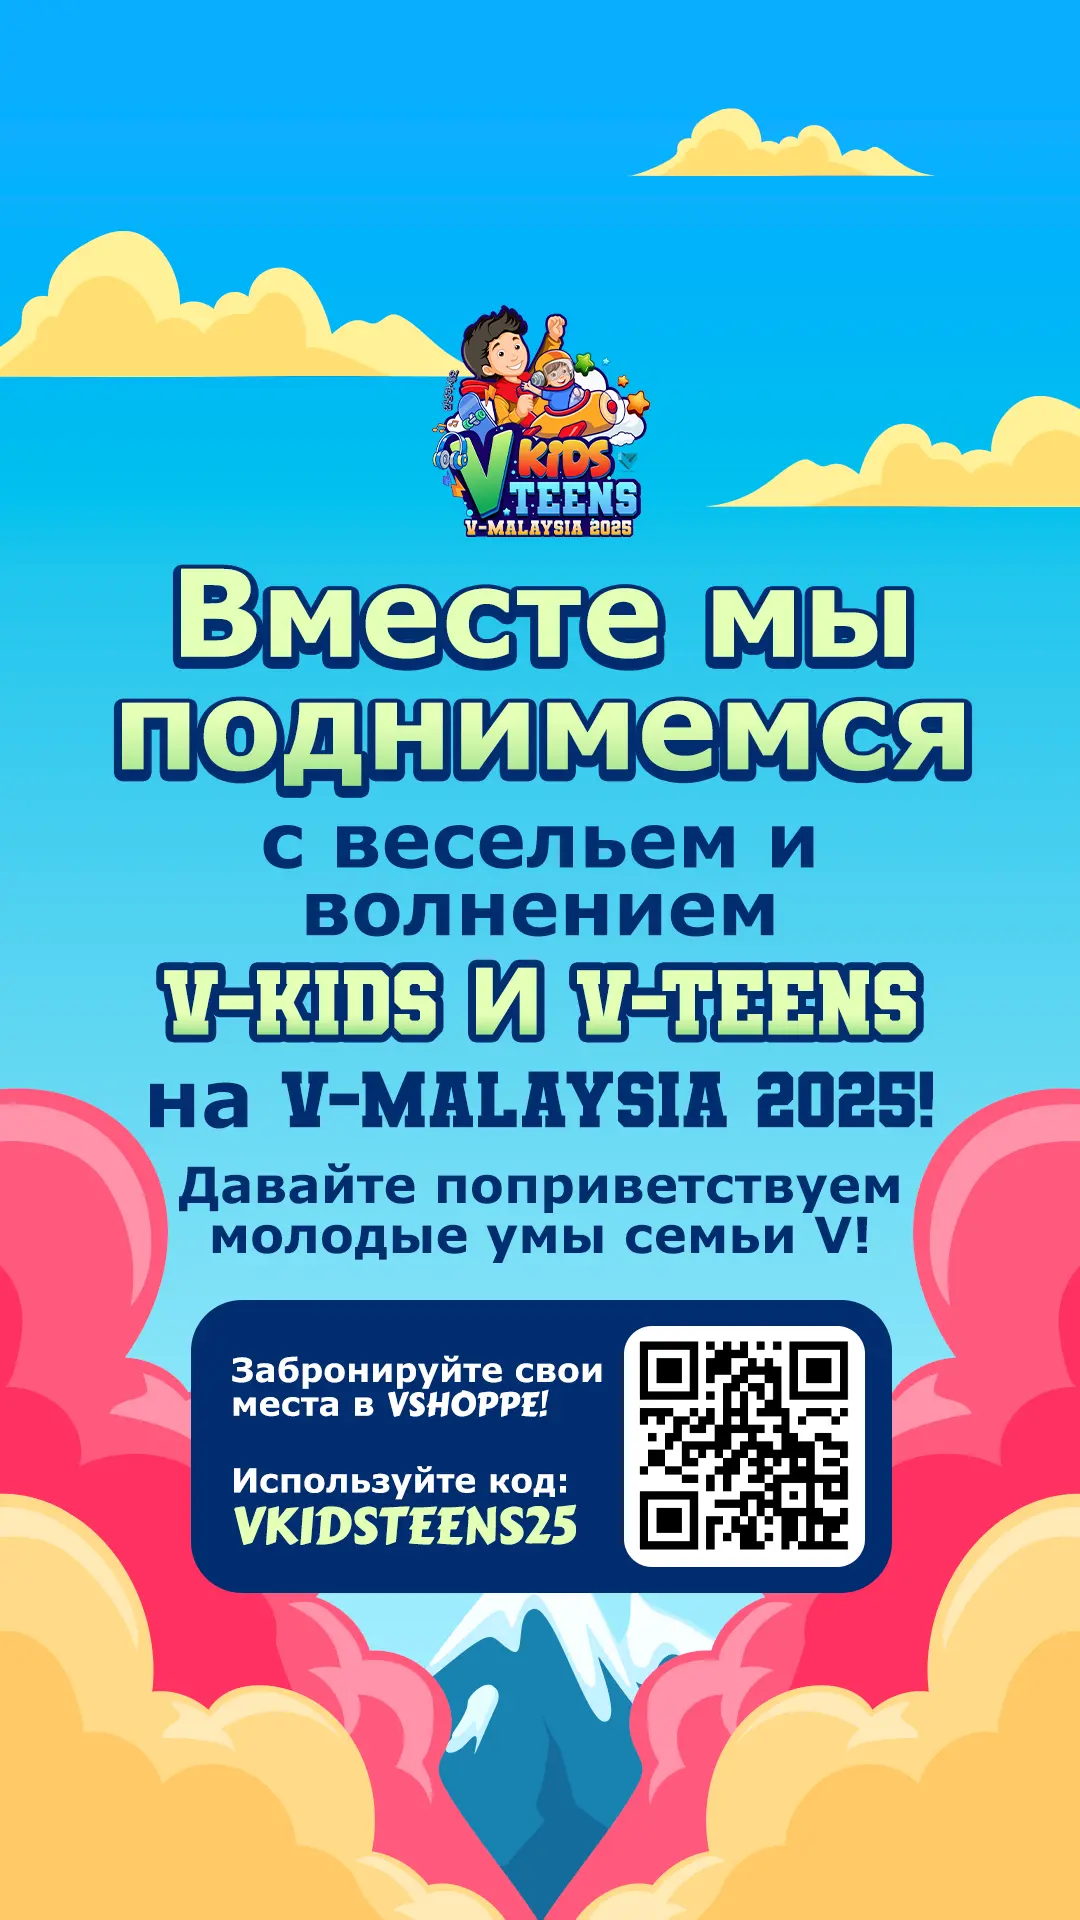 V KIDS
TEENS
V-MALAYSIA 2025
Вместе мы
поднимемся
с весельем и
волнением
V-KIDS И V-TEENS
на V-MALAYSIA 2025!
Давайте поприветствуем
молодые умы семьи V!
Забронируйте свои
места в VSHOPPE!
Используйте код:
VKIDSTEENS25